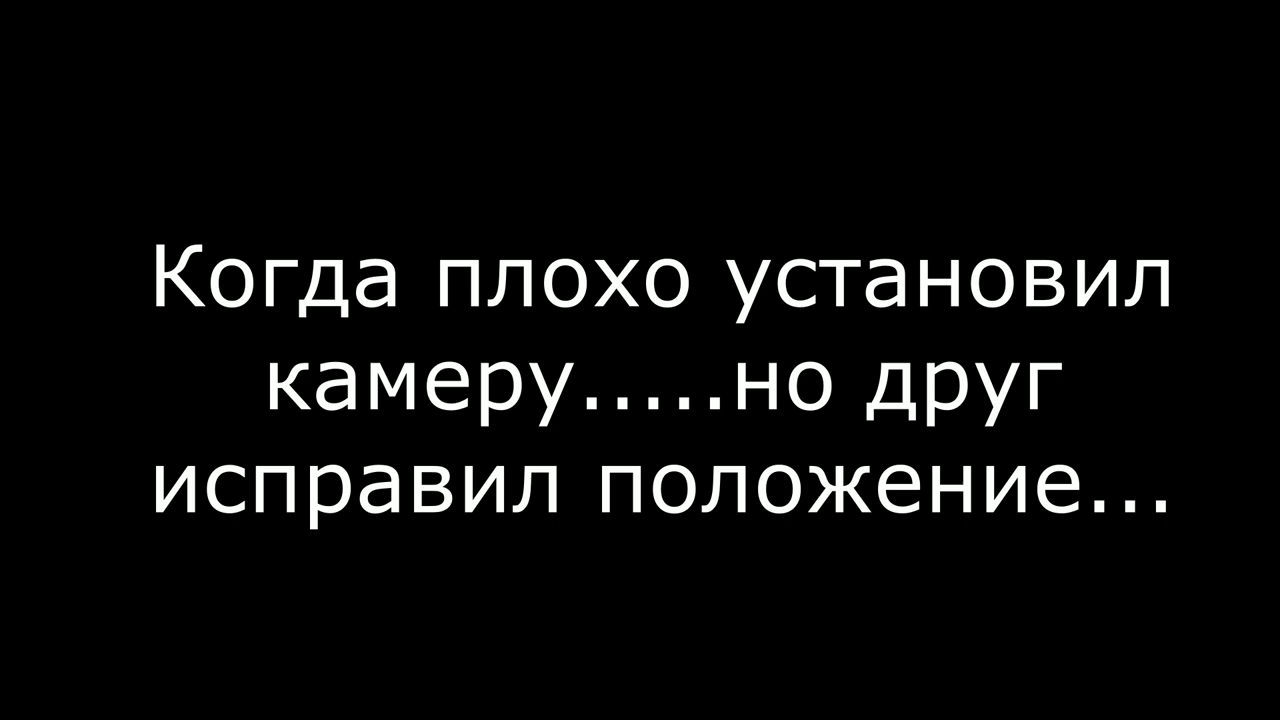 Когда плохо установил
камеру.....но друг
исправил положение...